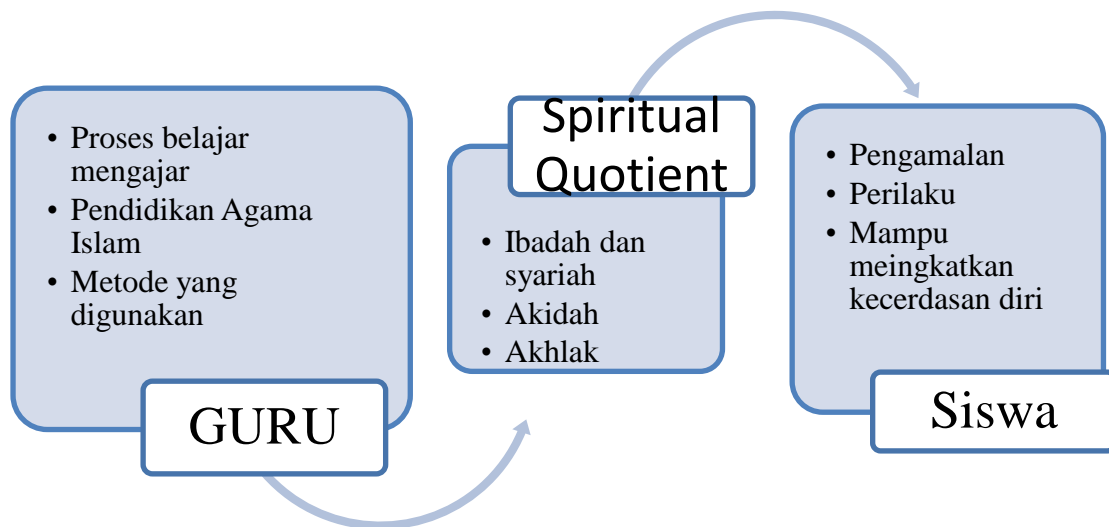 • Proses belajar
mengajar
• Pendidikan Agama
Islam
• Metode yang
digunakan
GURU
Spiritual
Quotient
• Ibadah dan
syariah
• Akidah
• Akhlak
• Pengamalan
• Perilaku
• Mampu
meingkatkan
kecerdasan diri
Siswa